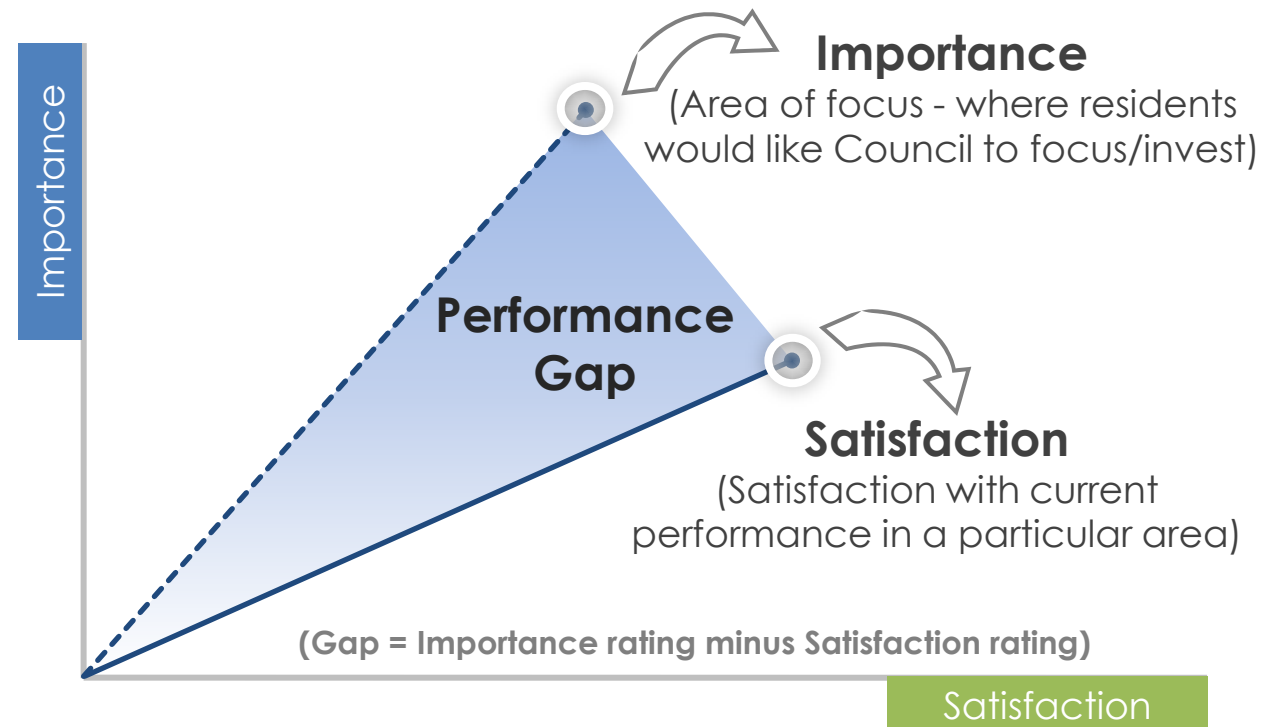 Importance
Importance
(Area of focus - where residents
would like Council to focus/invest)
Performance
Gap
Satisfaction
(Satisfaction with current
performance in a particular area)
(Gap = Importance rating minus Satisfaction rating)
Satisfaction